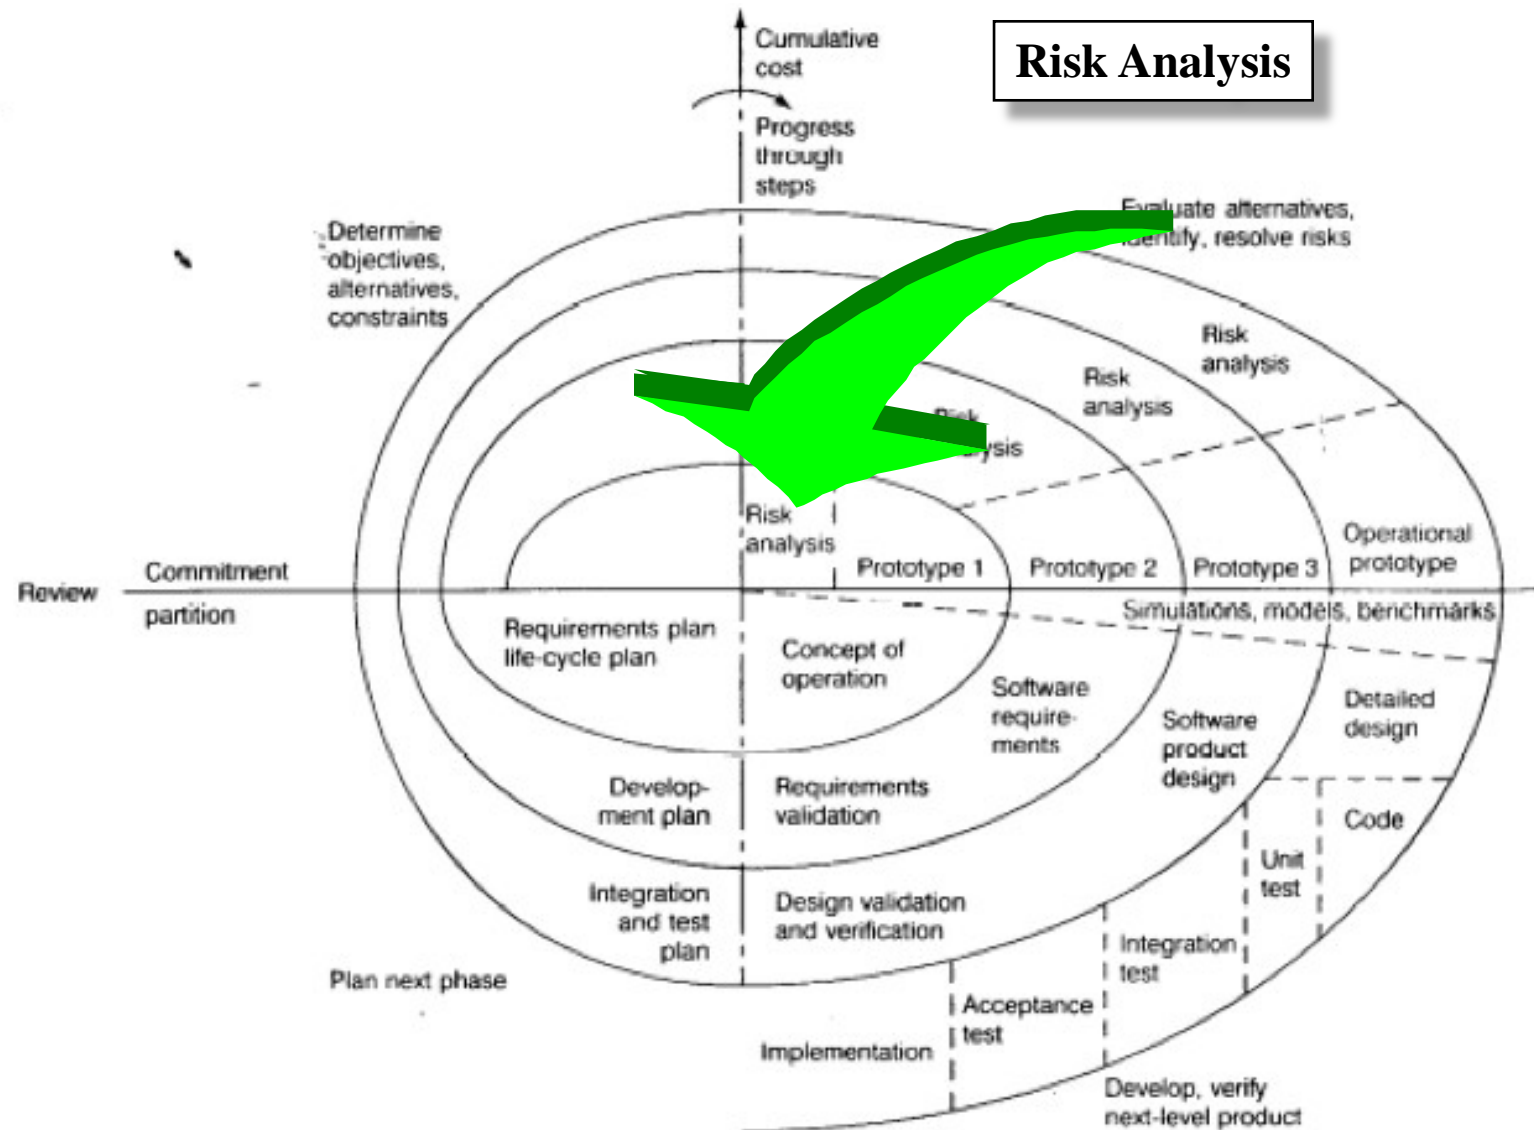 Risk Analysis
Cumulative
cost
Progress
through
steps
Evaluate alternatives,
identify, resolve risks
Determine
objectives,
alternatives,
constraints
Risk
analysis
Risk
analysis
Risk
analysis
Risk
analysis
Operational
prototype
Prototype 1
Prototype 2
Prototype 3
Review
Commitment
partition
Simulations, models, benchmarks
Requirements plan
life-cycle plan
Concept of
operation
Software
require-
ments
Software
product
design
Detailed
design
Develop-
ment plan
Requirements
validation
Code
Unit
test
Integration
and test
plan
Design validation
and verification
Integration
test
Plan next phase
Acceptance
test
Implementation
Develop, verify
next-level product